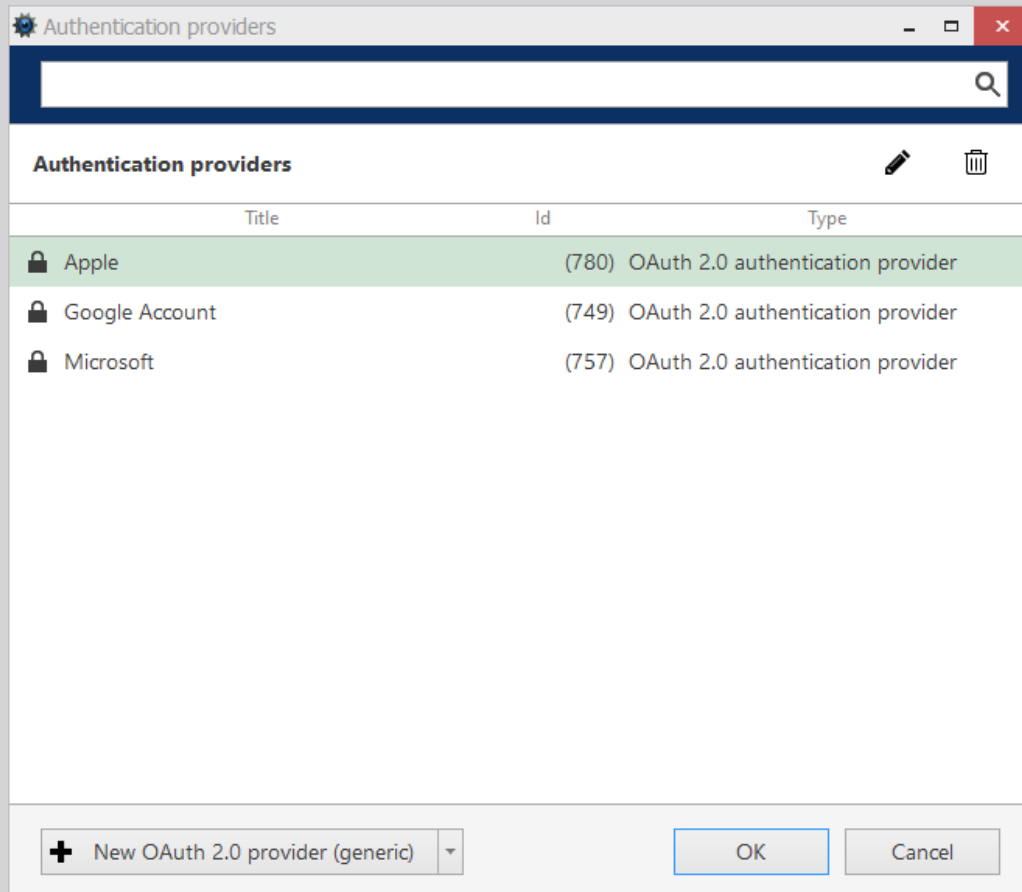 Authentication providers
Authentication providers
Title Id Type
Apple (780) OAuth 2.0 authentication provider
Google Account (749) OAuth 2.0 authentication provider
Microsoft (757) OAuth 2.0 authentication provider
New OAuth 2.0 provider (generic) OK Cancel